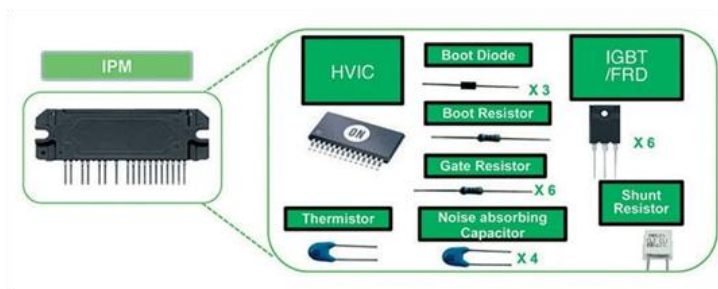 IPM
HVIC
Boot Diode
X 3
IGBT
/FRD
Boot Resistor
ON
X 6
Gate Resistor
X 6
Shunt
Resistor
Thermistor
Noise absorbing
Capacitor
X 4